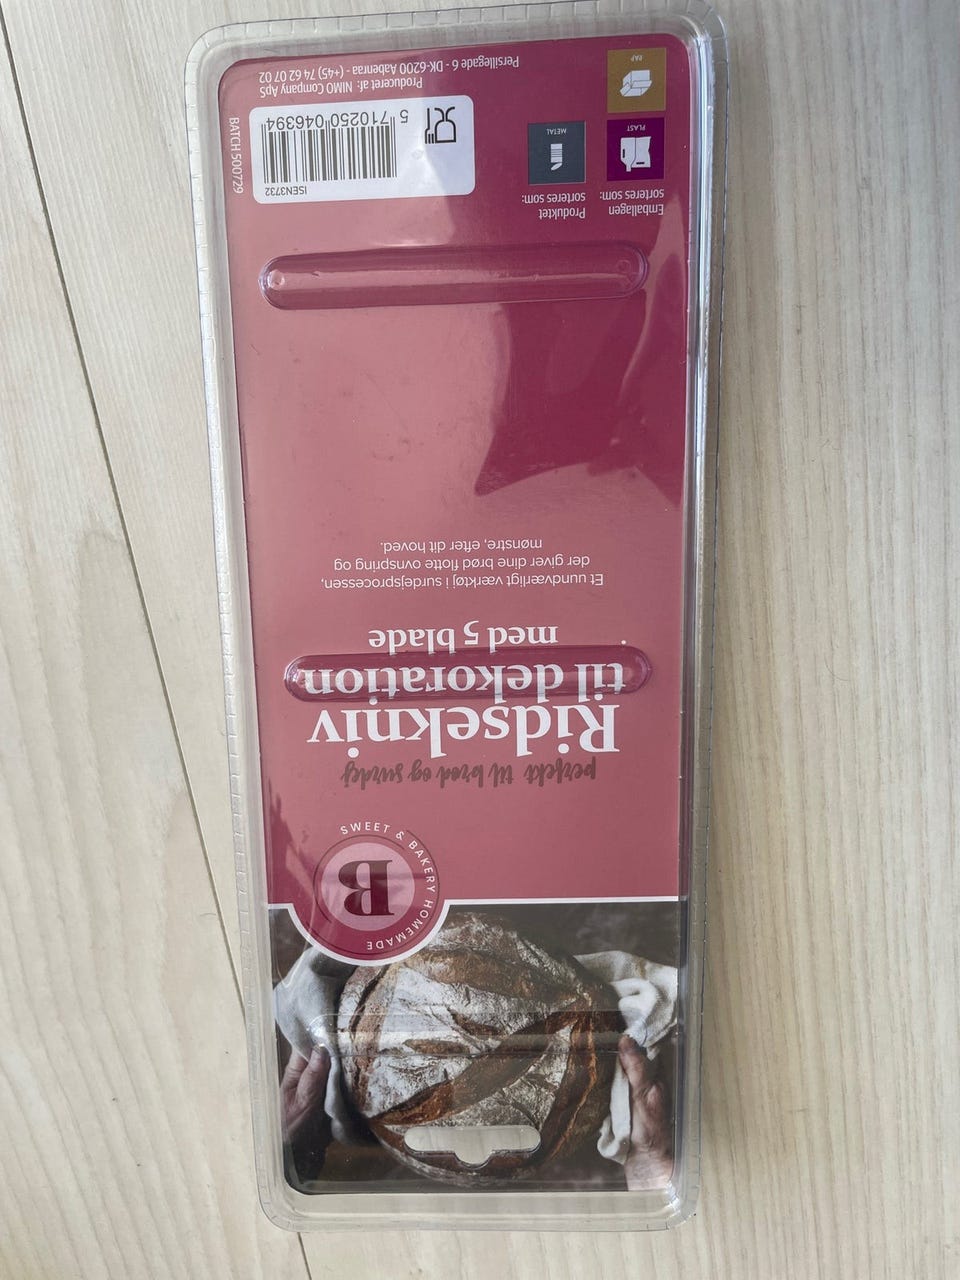 SWEET & BAKERY HOMEMADE
B
perfekt til brød og surdej
Ridsekniv
til dekoration
med 5 blade
Et uundværligt værktøj i surdejsprocessen,
der giver dine brød flotte ovnspring og
mønstre, efter dit hoved.
Emballagen
sorteres som:
PLAST
PAP
Produktet
sorteres som:
METAL
ISEN3732
5 710250 046394
BATCH 500729
Produceret af: NIMO Company ApS
Persillegade 6 - DK-6200 Aabenraa - (+45) 74 62 07 02